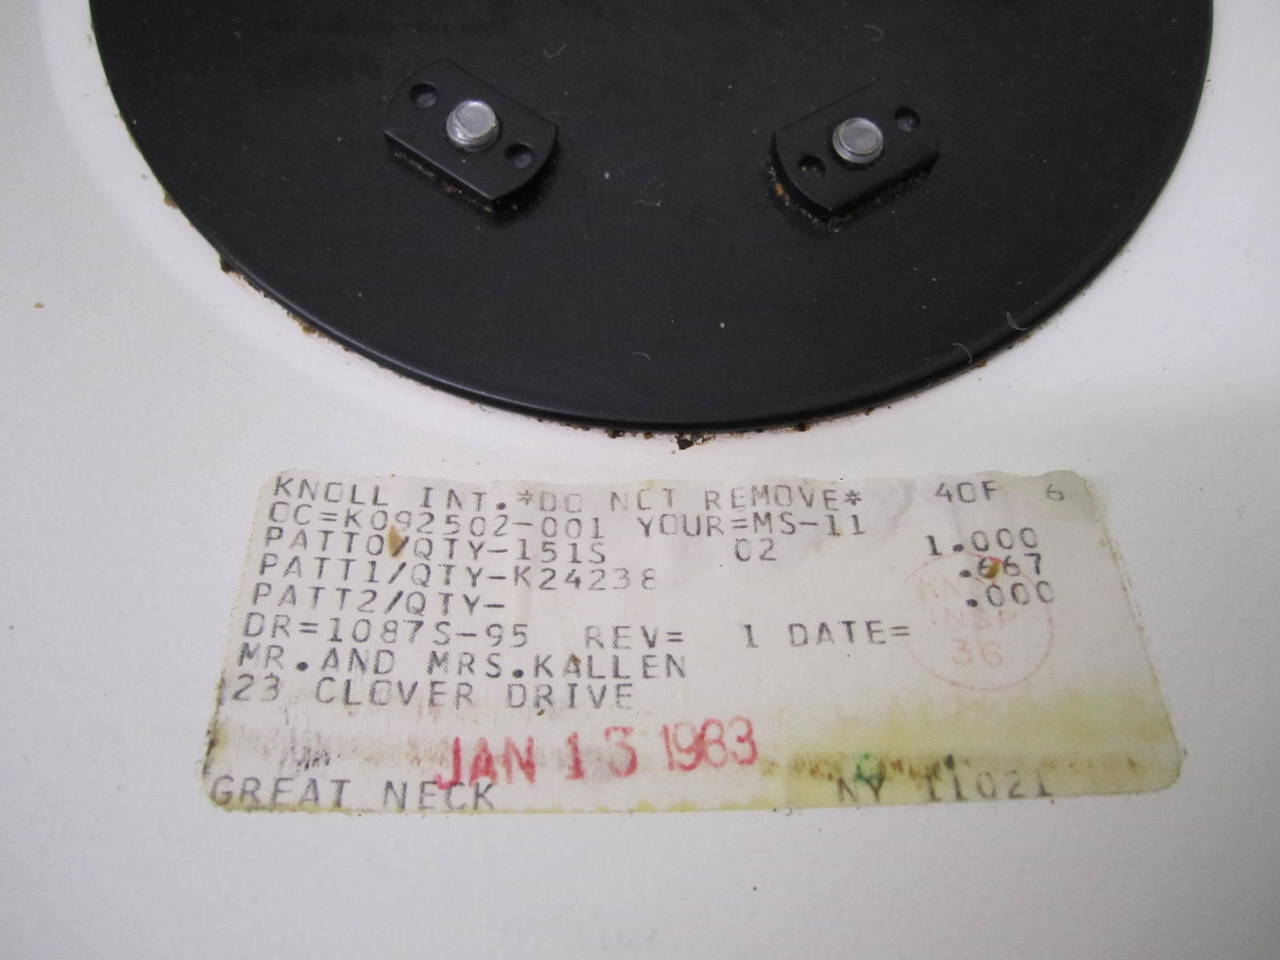 KNOLL INT.*DO NOT REMOVE* 4OF 6
OC=K092502-001 YOUR=MS-11
PATT0/QTY-151S 02 1.000
PATT1/QTY-K24238 .667
PATT2/QTY- .000
DR=1087S-95 REV= 1 DATE=
INSP
36
MR.AND MRS.KALLEN
23 CLOVER DRIVE
JAN 13 1983
GREAT NECK NY 11021